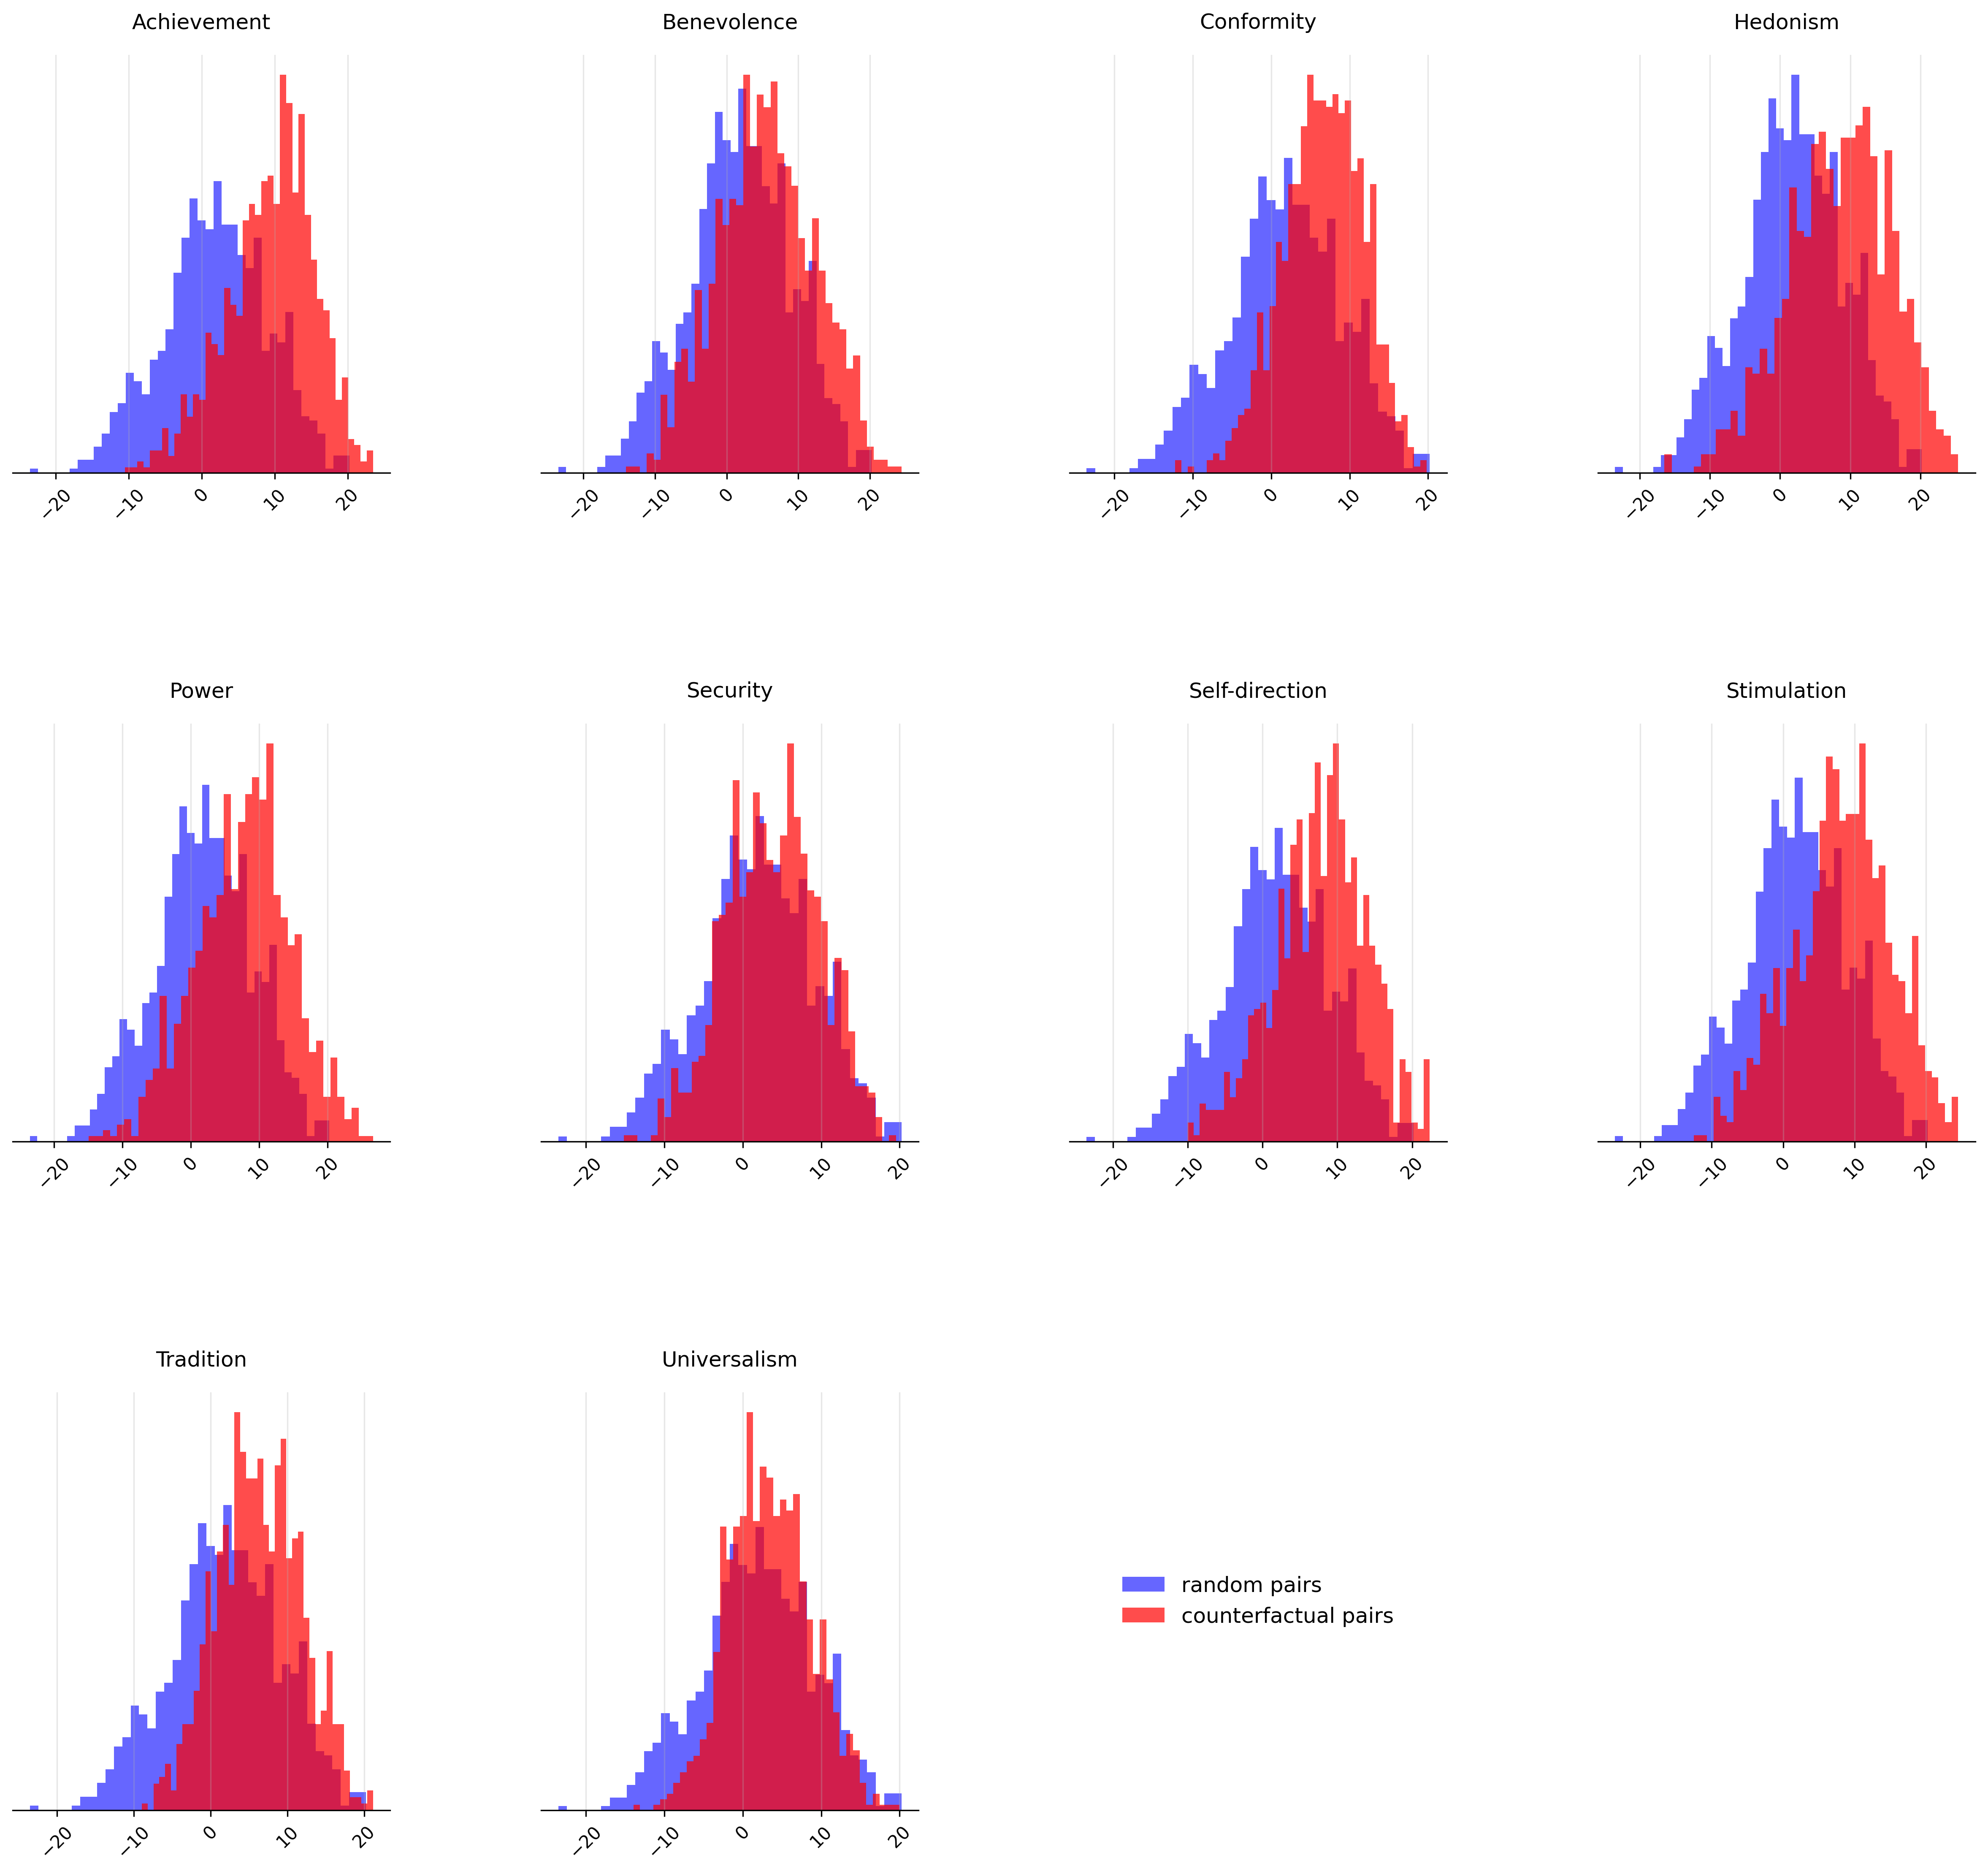 Achievement Benevolence Conformity Hedonism
−20 −10 0 10 20 −20 −10 0 10 20 −20 −10 0 10 20 −20 −10 0 10 20
Power Security Self-direction Stimulation
−20 −10 0 10 20 −20 −10 0 10 20 −20 −10 0 10 20 −20 −10 0 10 20
Tradition Universalism
random pairs
counterfactual pairs
−20 −10 0 10 20 −20 −10 0 10 20